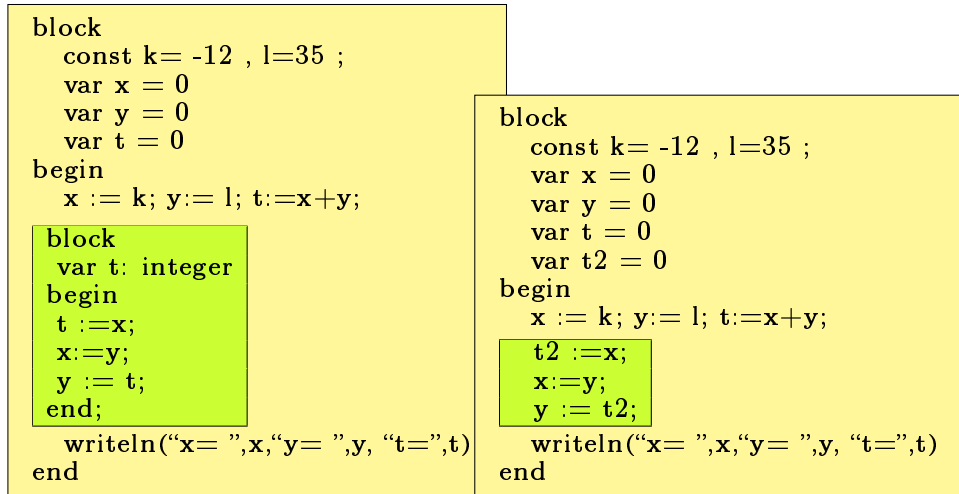 block
const k= -12 , l=35 ;
var x = 0
var y = 0
var t = 0
begin
x := k; y:= l; t:=x+y;
block
var t: integer
begin
t :=x;
x:=y;
y := t;
end;
writeln(“x= ”,x,“y= ”,y, “t=”,t)
end
block
const k= -12 , l=35 ;
var x = 0
var y = 0
var t = 0
var t2 = 0
begin
x := k; y:= l; t:=x+y;
t2 :=x;
x:=y;
y := t2;
writeln(“x= ”,x,“y= ”,y, “t=”,t)
end